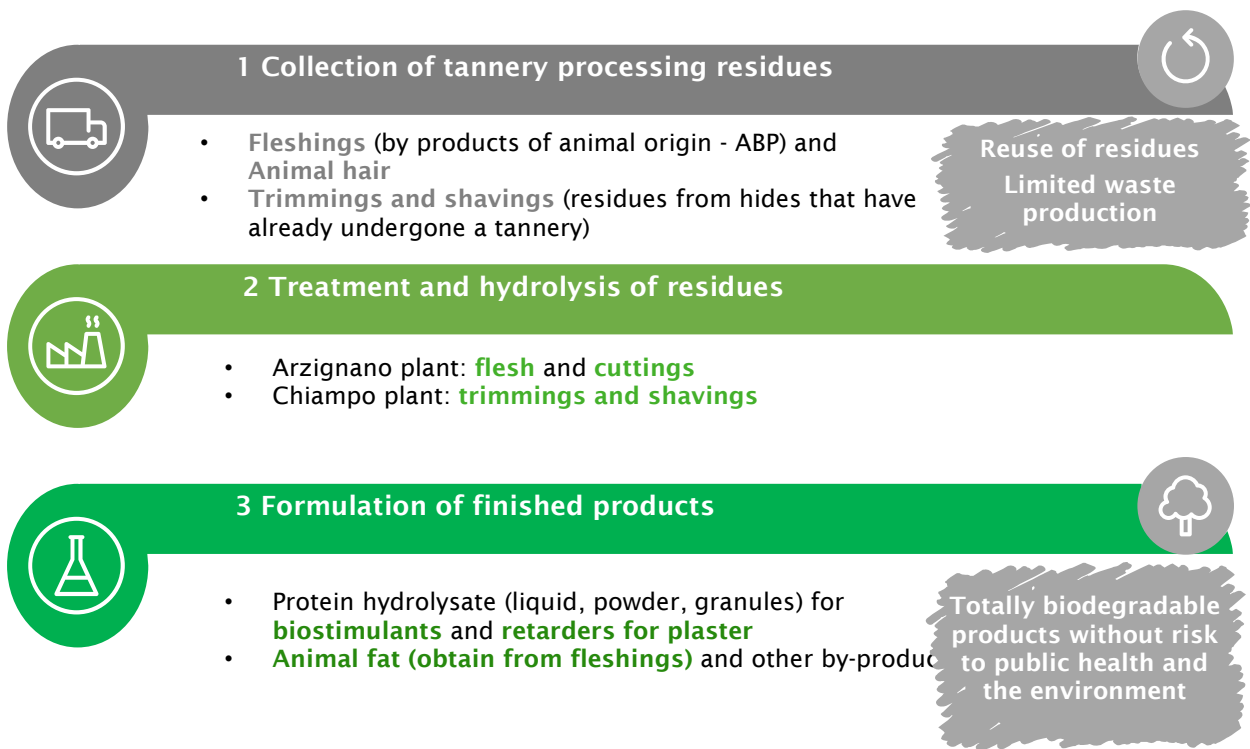 1 Collection of tannery processing residues
• Fleshings (by products of animal origin - ABP) and
Animal hair
• Trimmings and shavings (residues from hides that have
already undergone a tannery)
Reuse of residues
Limited waste
production
2 Treatment and hydrolysis of residues
• Arzignano plant: flesh and cuttings
• Chiampo plant: trimmings and shavings
3 Formulation of finished products
• Protein hydrolysate (liquid, powder, granules) for
biostimulants and retarders for plaster
• Animal fat (obtain from fleshings) and other
Totally biodegradable
products without risk
to public health and
the environment